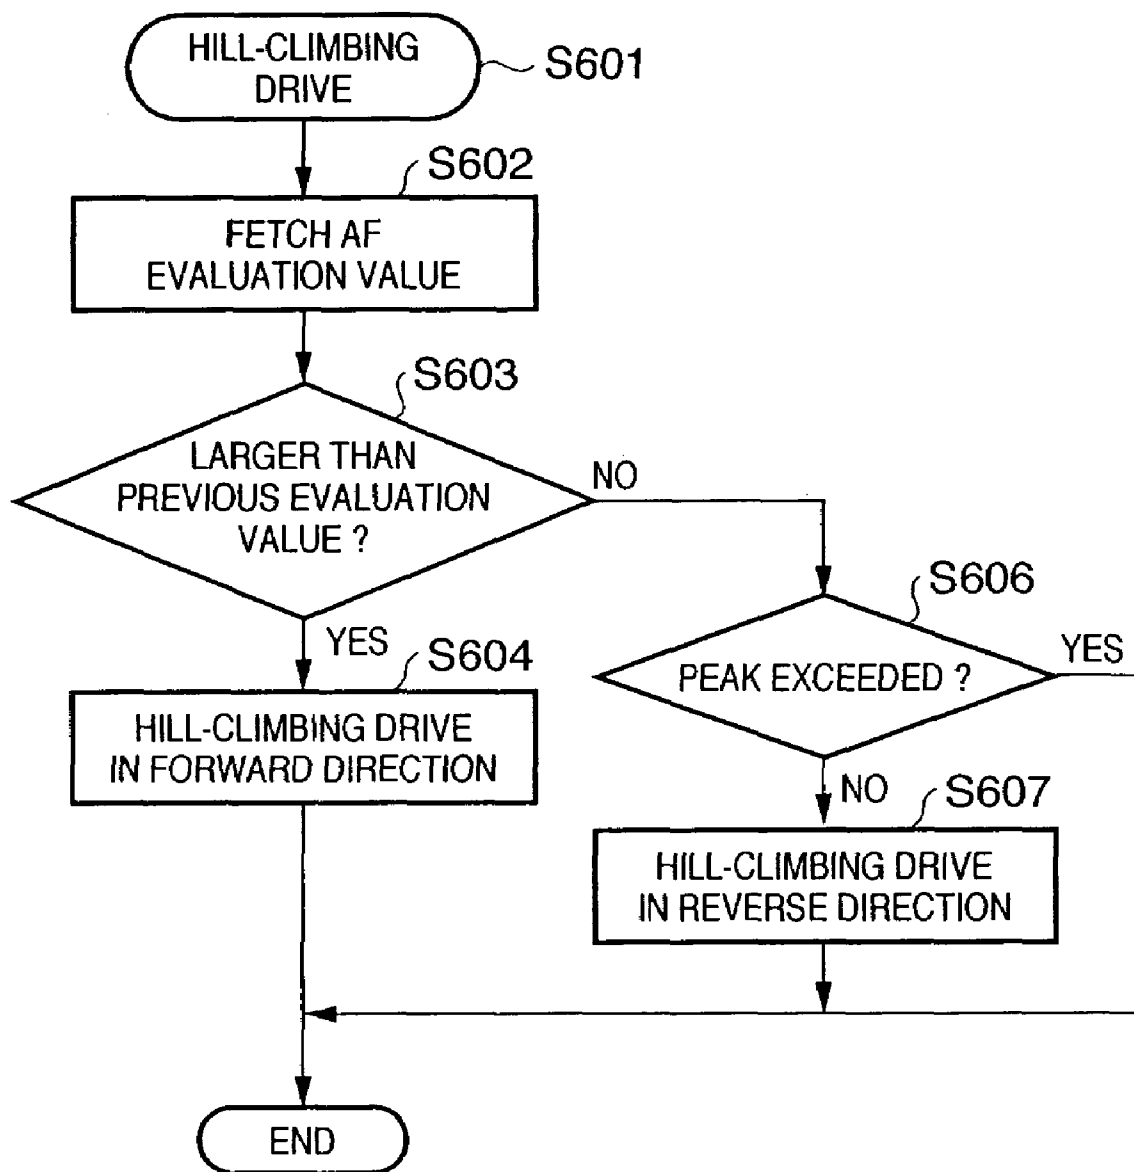 HILL-CLIMBING
DRIVE
S601
S602
FETCH AF
EVALUATION VALUE
S603
LARGER THAN
PREVIOUS EVALUATION
VALUE ?
NO
YES
S604
HILL-CLIMBING DRIVE
IN FORWARD DIRECTION
S606
PEAK EXCEEDED ?
YES
NO
S607
HILL-CLIMBING DRIVE
IN REVERSE DIRECTION
END